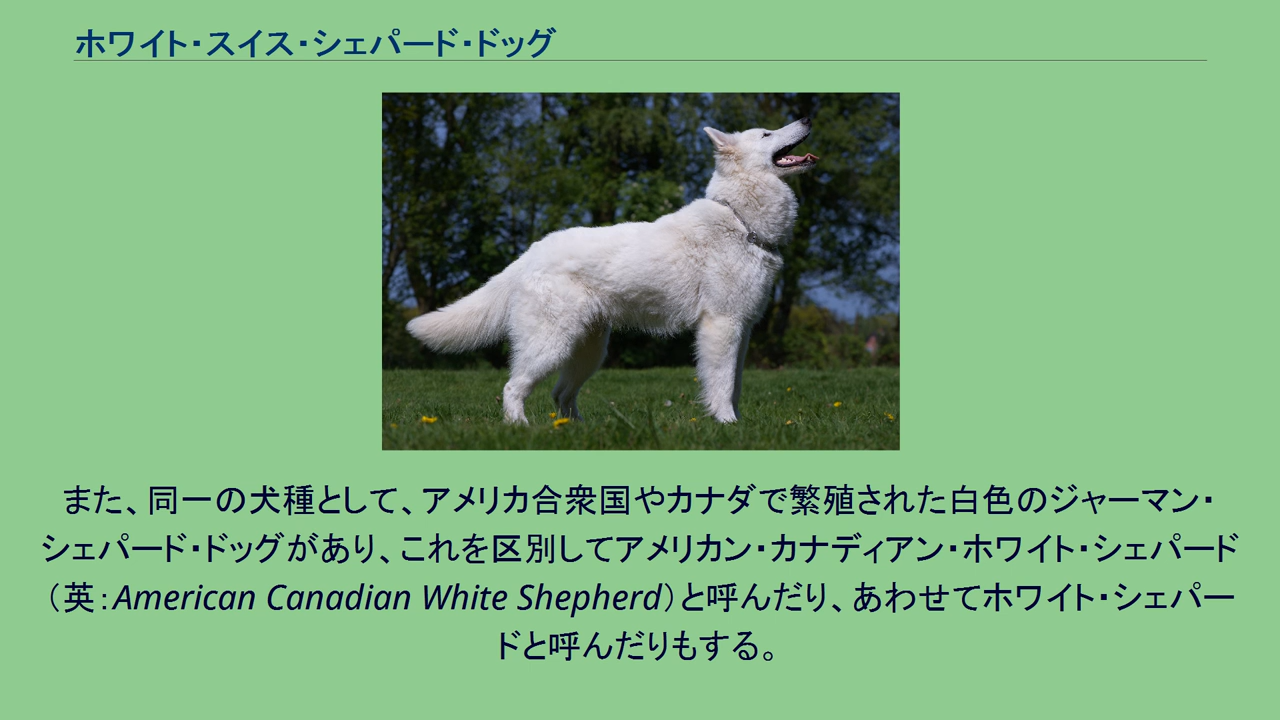 ホワイト・スイス・シェパード・ドッグ
また、同一の犬種として、アメリカ合衆国やカナダで繁殖された白色のジャーマン・
シェパード・ドッグがあり、これを区別してアメリカン・カナディアン・ホワイト・シェパード
（英：American Canadian White Shepherd）と呼んだり、あわせてホワイト・シェパー
ドと呼んだりもする。